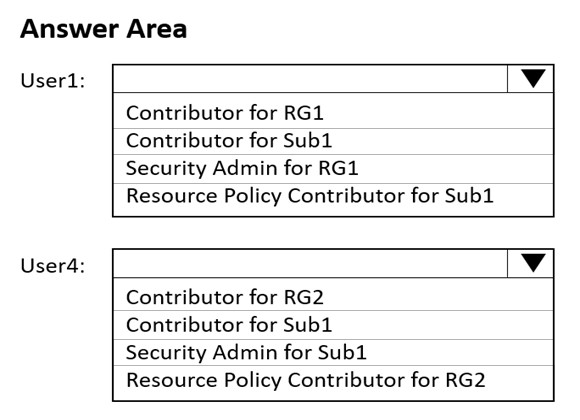 Answer Area
User1:
Contributor for RG1
Contributor for Sub1
Security Admin for RG1
Resource Policy Contributor for Sub1
User4:
Contributor for RG2
Contributor for Sub1
Security Admin for Sub1
Resource Policy Contributor for RG2